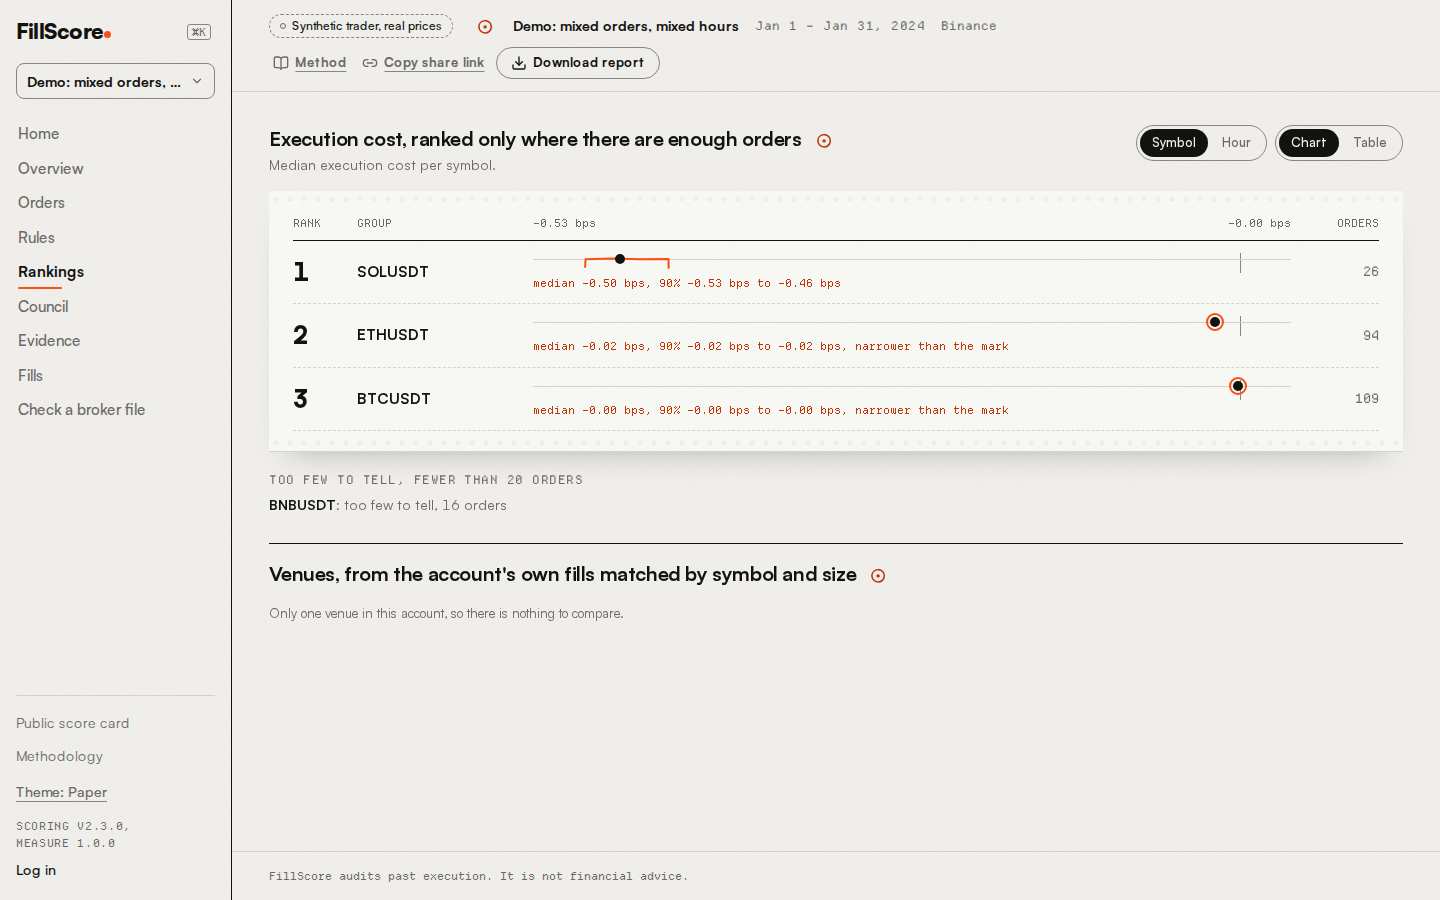 FillScore
⌘K
Demo: mixed orders, ...
Home
Overview
Orders
Rules
Rankings
Council
Evidence
Fills
Check a broker file
Public score card
Methodology
Theme: Paper
SCORING V2.3.0,
MEASURE 1.0.0
Log in
Synthetic trader, real prices
Demo: mixed orders, mixed hours
Jan 1 – Jan 31, 2024
Binance
Method
Copy share link
Download report
Execution cost, ranked only where there are enough orders
Median execution cost per symbol.
Symbol
Hour
Chart
Table
RANK GROUP −0.53 bps −0.00 bps ORDERS
1 SOLUSDT 26
median −0.50 bps, 90% −0.53 bps to −0.46 bps
2 ETHUSDT 94
median −0.02 bps, 90% −0.02 bps to −0.02 bps, narrower than the mark
3 BTCUSDT 109
median −0.00 bps, 90% −0.00 bps to −0.00 bps, narrower than the mark
TOO FEW TO TELL, FEWER THAN 20 ORDERS
BNBUSDT: too few to tell, 16 orders
Venues, from the account's own fills matched by symbol and size
Only one venue in this account, so there is nothing to compare.
FillScore audits past execution. It is not financial advice.